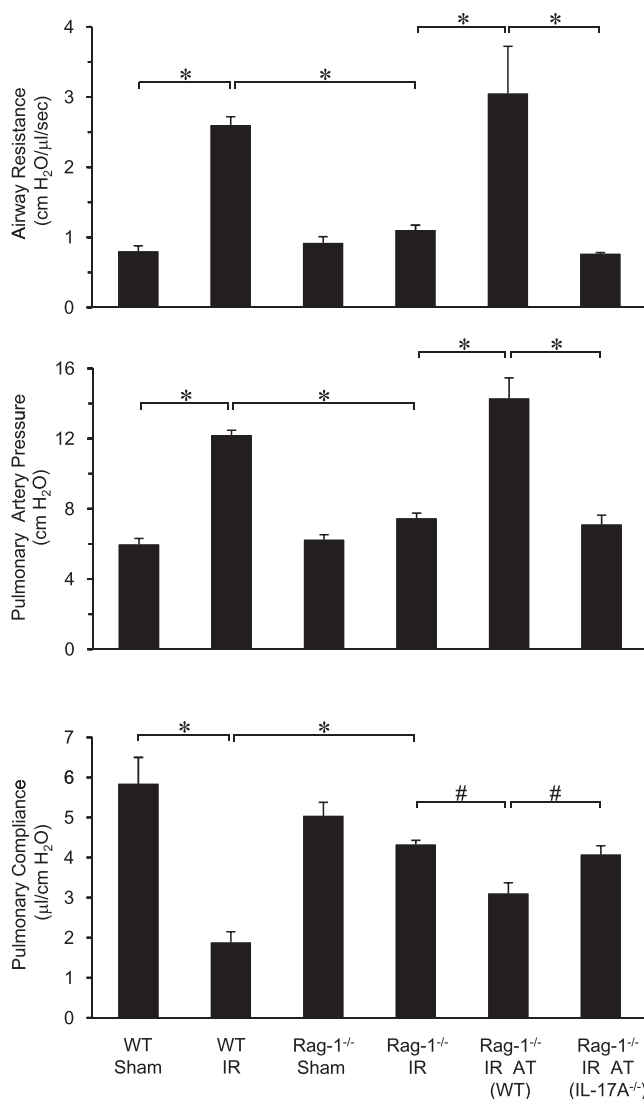 Airway Resistance
(cm H₂O/µl/sec)
4
3
2
1
0
* * * *
Pulmonary Artery Pressure
(cm H₂O)
16
12
8
6
0
* * * *
Pulmonary Compliance
(µl/cm H₂O)
7
6
5
4
3
2
1
0
* * # #
WT
Sham
WT
IR
Rag-1⁻/⁻
Sham
Rag-1⁻/⁻
IR
Rag-1⁻/⁻
IR AT
(WT)
Rag-1⁻/⁻
IR AT
(IL-17A⁻/⁻)